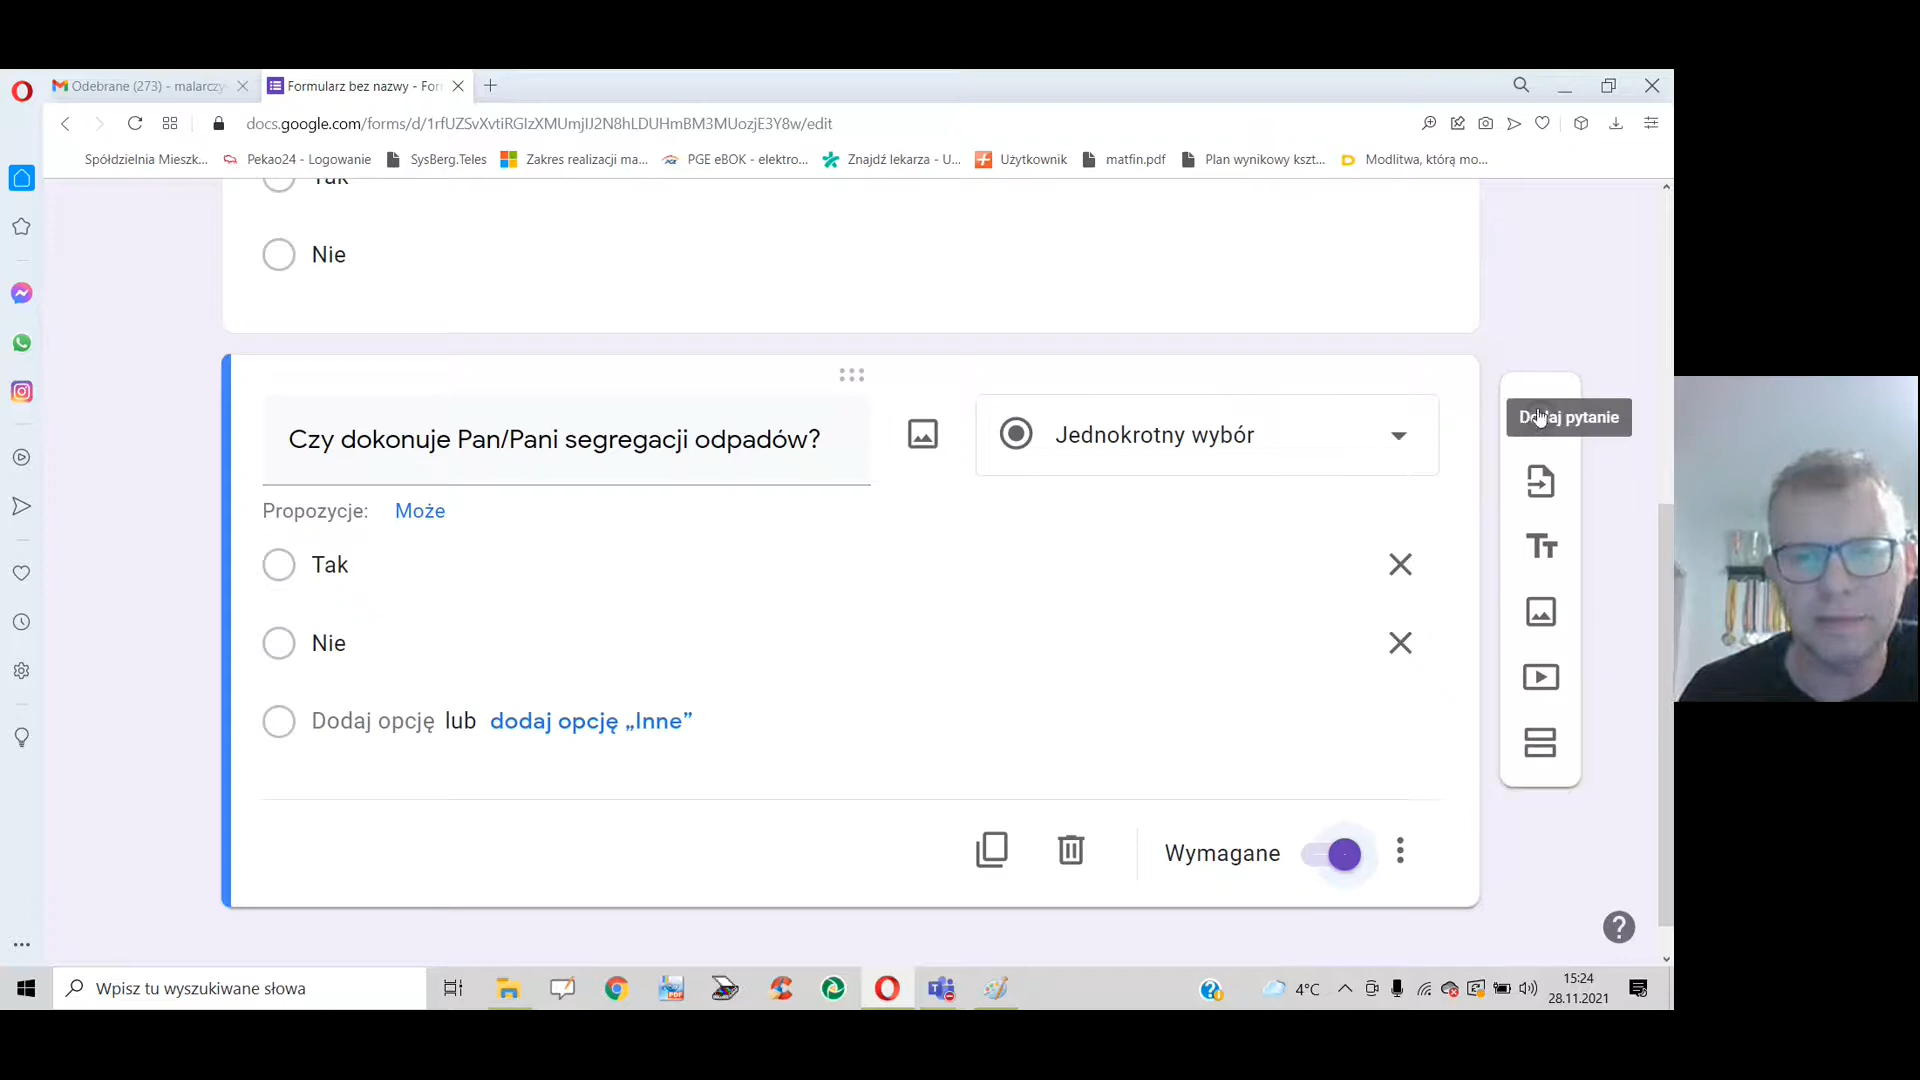 Odebrane (273) - malarczy
Formularz bez nazwy - For
docs.google.com/forms/d/1rfUZSvXvtiRGIzXMUmjIJ2N8hLDUHmBM3MUozjE3Y8w/edit
Spółdzielnia Mieszk...
Pekao24 - Logowanie
SysBerg.Teles
Zakres realizacji ma...
PGE eBOK - elektro...
Znajdź lekarza - U...
Użytkownik
matfin.pdf
Plan wynikowy kszt...
Modlitwa, którą mo...
Tak
Nie
Czy dokonuje Pan/Pani segregacji odpadów?
Jednokrotny wybór
Dodaj pytanie
Propozycje: Może
Tak
Nie
Dodaj opcję lub dodaj opcję „Inne”
Wymagane
Wpisz tu wyszukiwane słowa
4°C
15:24
28.11.2021